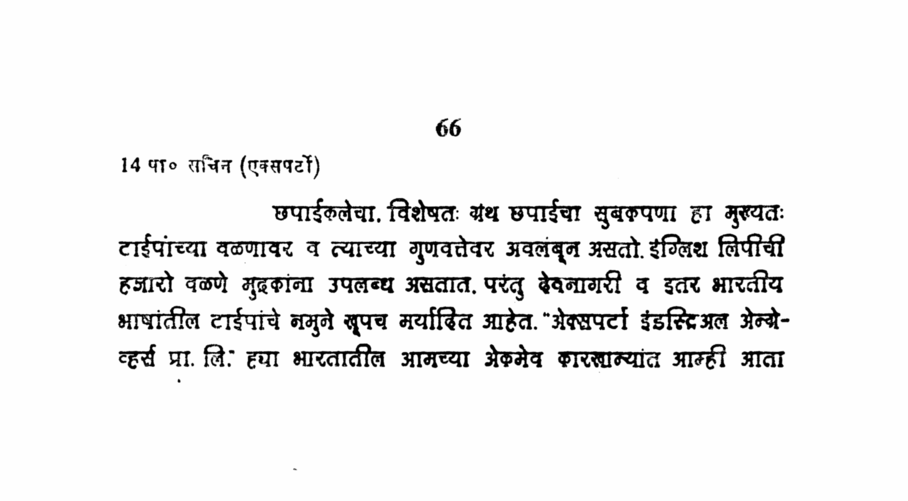 66
14 पा० सचिन (एक्सपर्टो)
छपाईकलेचा, विशेषतः ग्रंथ छपाईचा सुबकपणा हा मुख्यतः
टाईपांच्या वळणावर व त्याच्या गुणवत्तेवर अवलंबून असतो. इंग्लिश लिपीची
हजारो वळणे मुद्रकांना उपलब्ध असतात. परंतु देवनागरी व इतर भारतीय
भाषांतील टाईपांचे नमुने खूपच मर्यादित आहेत. "अेक्सपर्टा इंडस्ट्रिअल अेन्ग्रे-
व्हर्स प्रा. लि." ह्या भारतातील आमच्या अेकमेव कारखान्यांत आम्ही आता